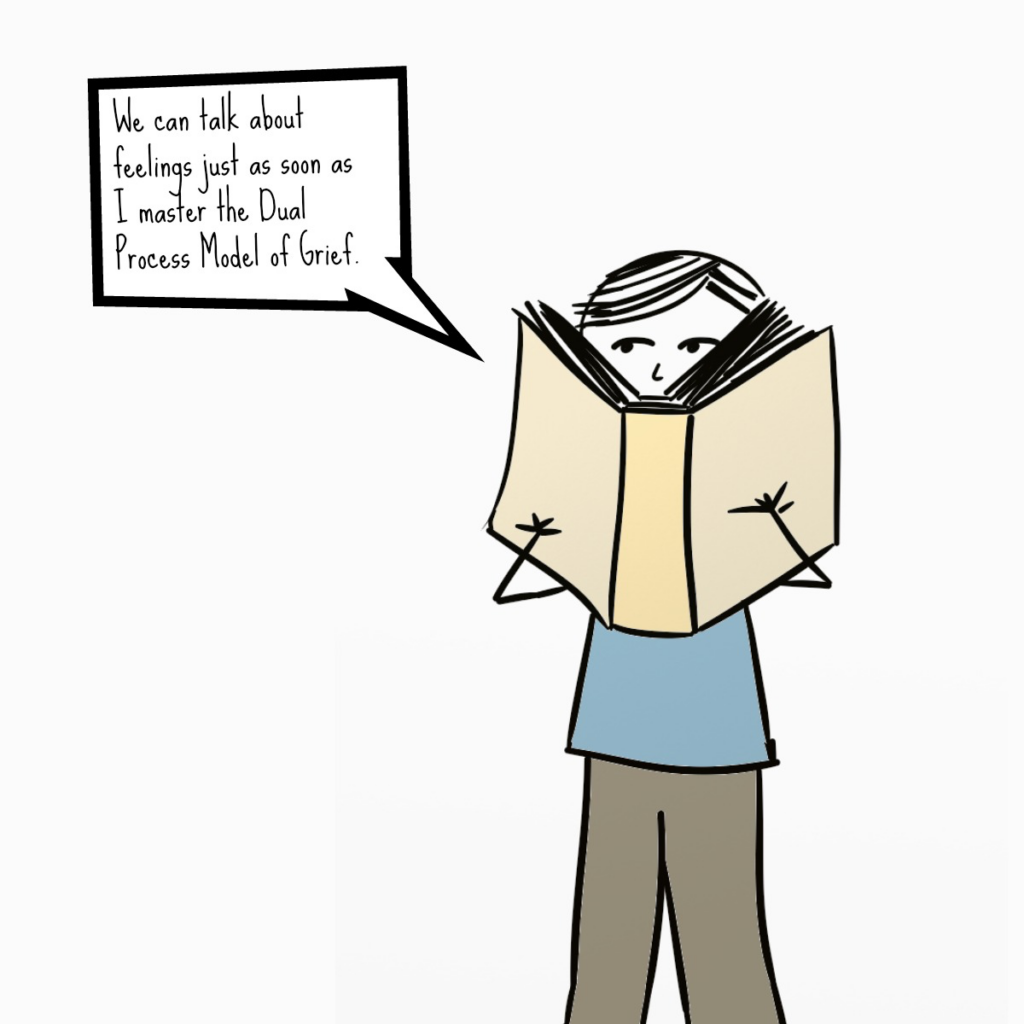 We can talk about
feelings just as soon as
I master the Dual
Process Model of Grief.